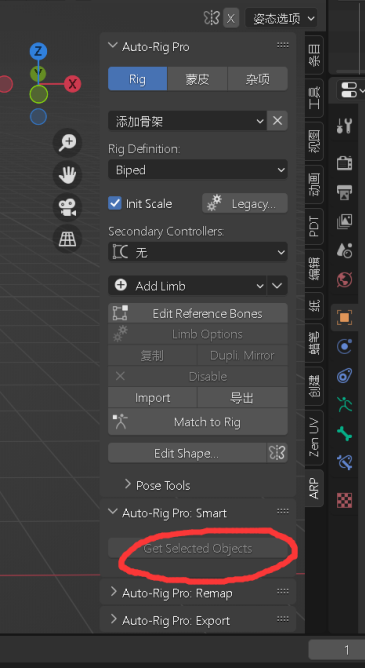 X 姿态选项
Z
Y
X
Auto-Rig Pro
Rig 蒙皮 杂项
添加骨架
Rig Definition:
Biped
Init Scale Legacy...
Secondary Controllers:
无
Add Limb
Edit Reference Bones
Limb Options
复制 Dupli. Mirror
Disable
Import 导出
Match to Rig
Edit Shape...
Pose Tools
Auto-Rig Pro: Smart
Get Selected Objects
Auto-Rig Pro: Remap
Auto-Rig Pro: Export
条目
工具
视图
动画
PDT
编辑
纸
蜡笔
创建
Zen UV
ARP
1